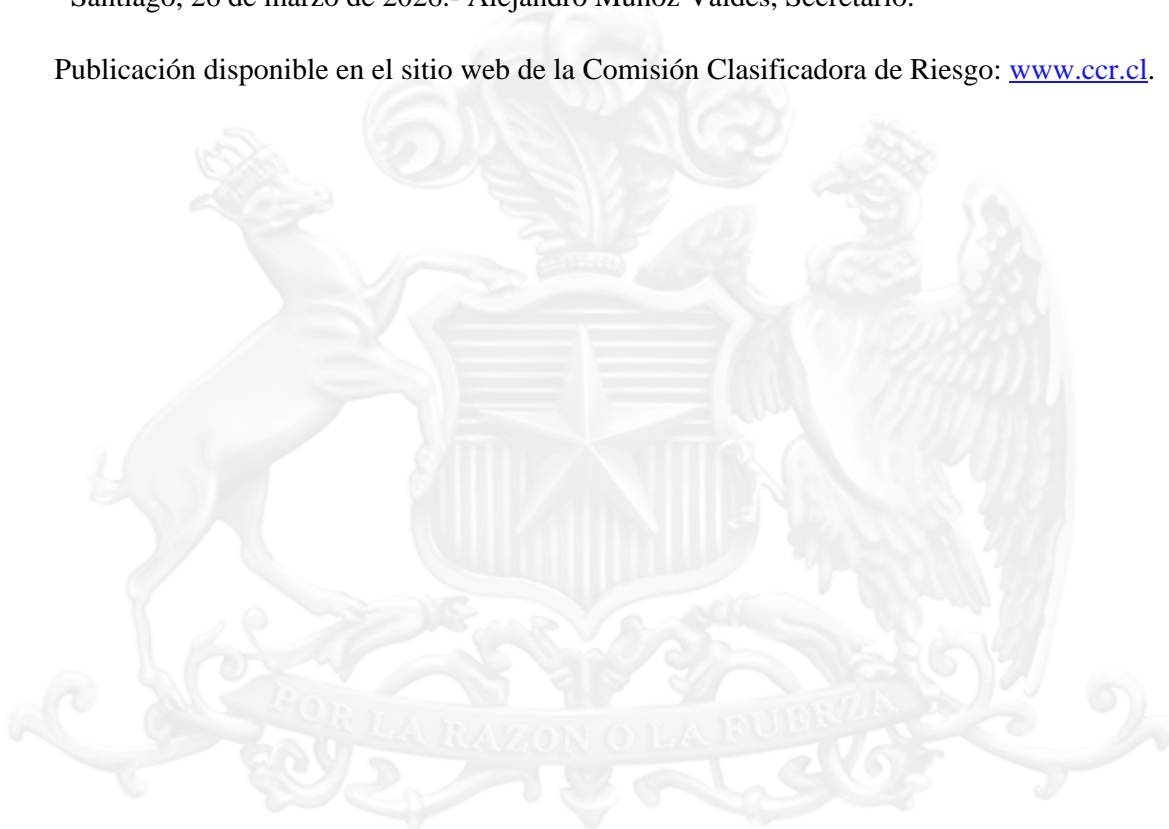 Santiago, 26 de marzo de 2026.- Alejandro Muñoz Valdés, Secretario.
Publicación disponible en el sitio web de la Comisión Clasificadora de Riesgo: www.ccr.cl.
POR LA RAZON O LA FUERZA